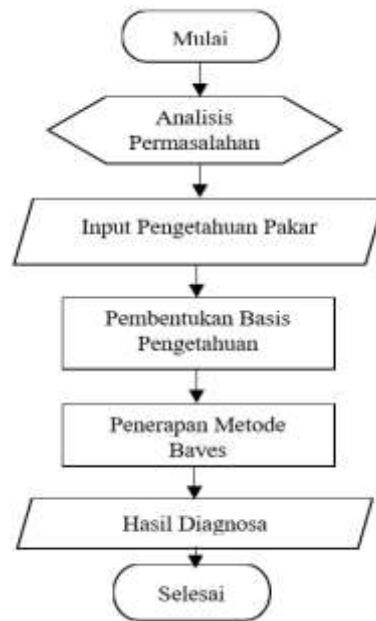 Mulai
Analisis
Permasalahan
Input Pengetahuan Pakar
Pembentukan Basis
Pengetahuan
Penerapan Metode
Baves
Hasil Diagnosa
Selesai